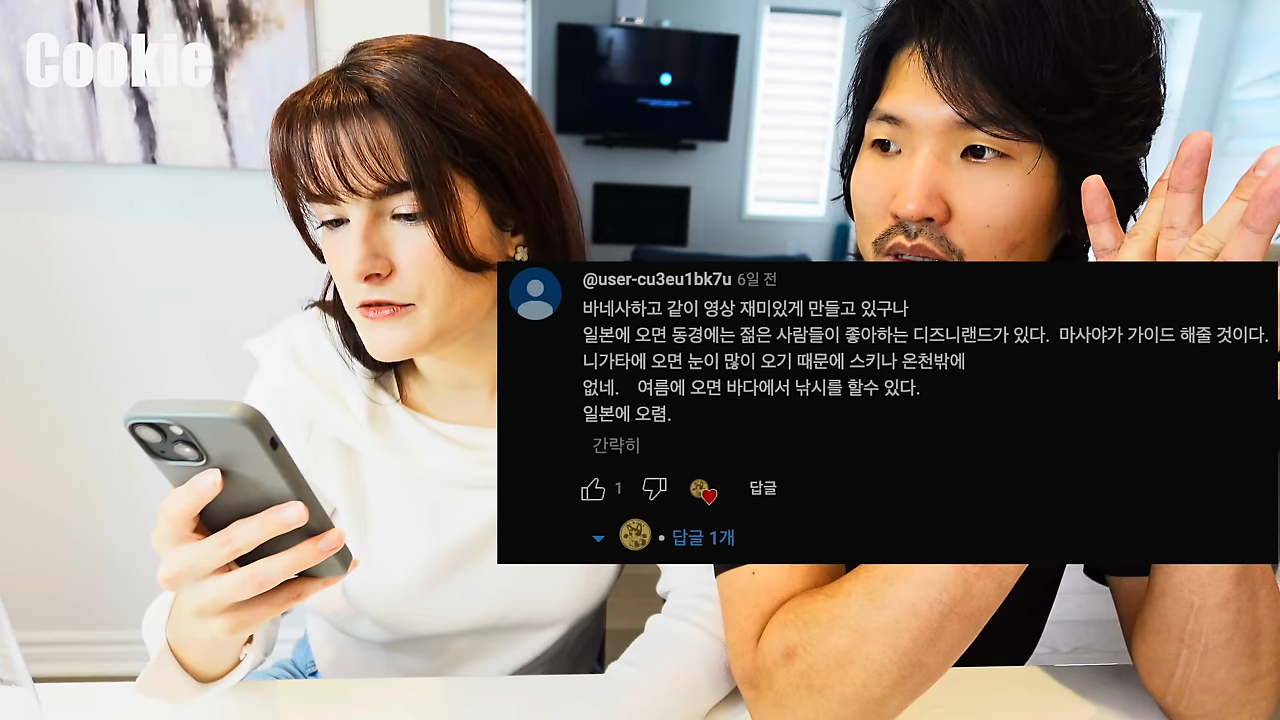 Cookie
@user-cu3eu1bk7u 6일 전
바네사하고 같이 영상 재미있게 만들고 있구나
일본에 오면 동경에는 젊은 사람들이 좋아하는 디즈니랜드가 있다. 마사야가 가이드 해줄 것이다.
니가타에 오면 눈이 많이 오기 때문에 스키나 온천밖에
없네. 여름에 오면 바다에서 낚시를 할수 있다.
일본에 오렴.
간략히
1 답글
답글 1개